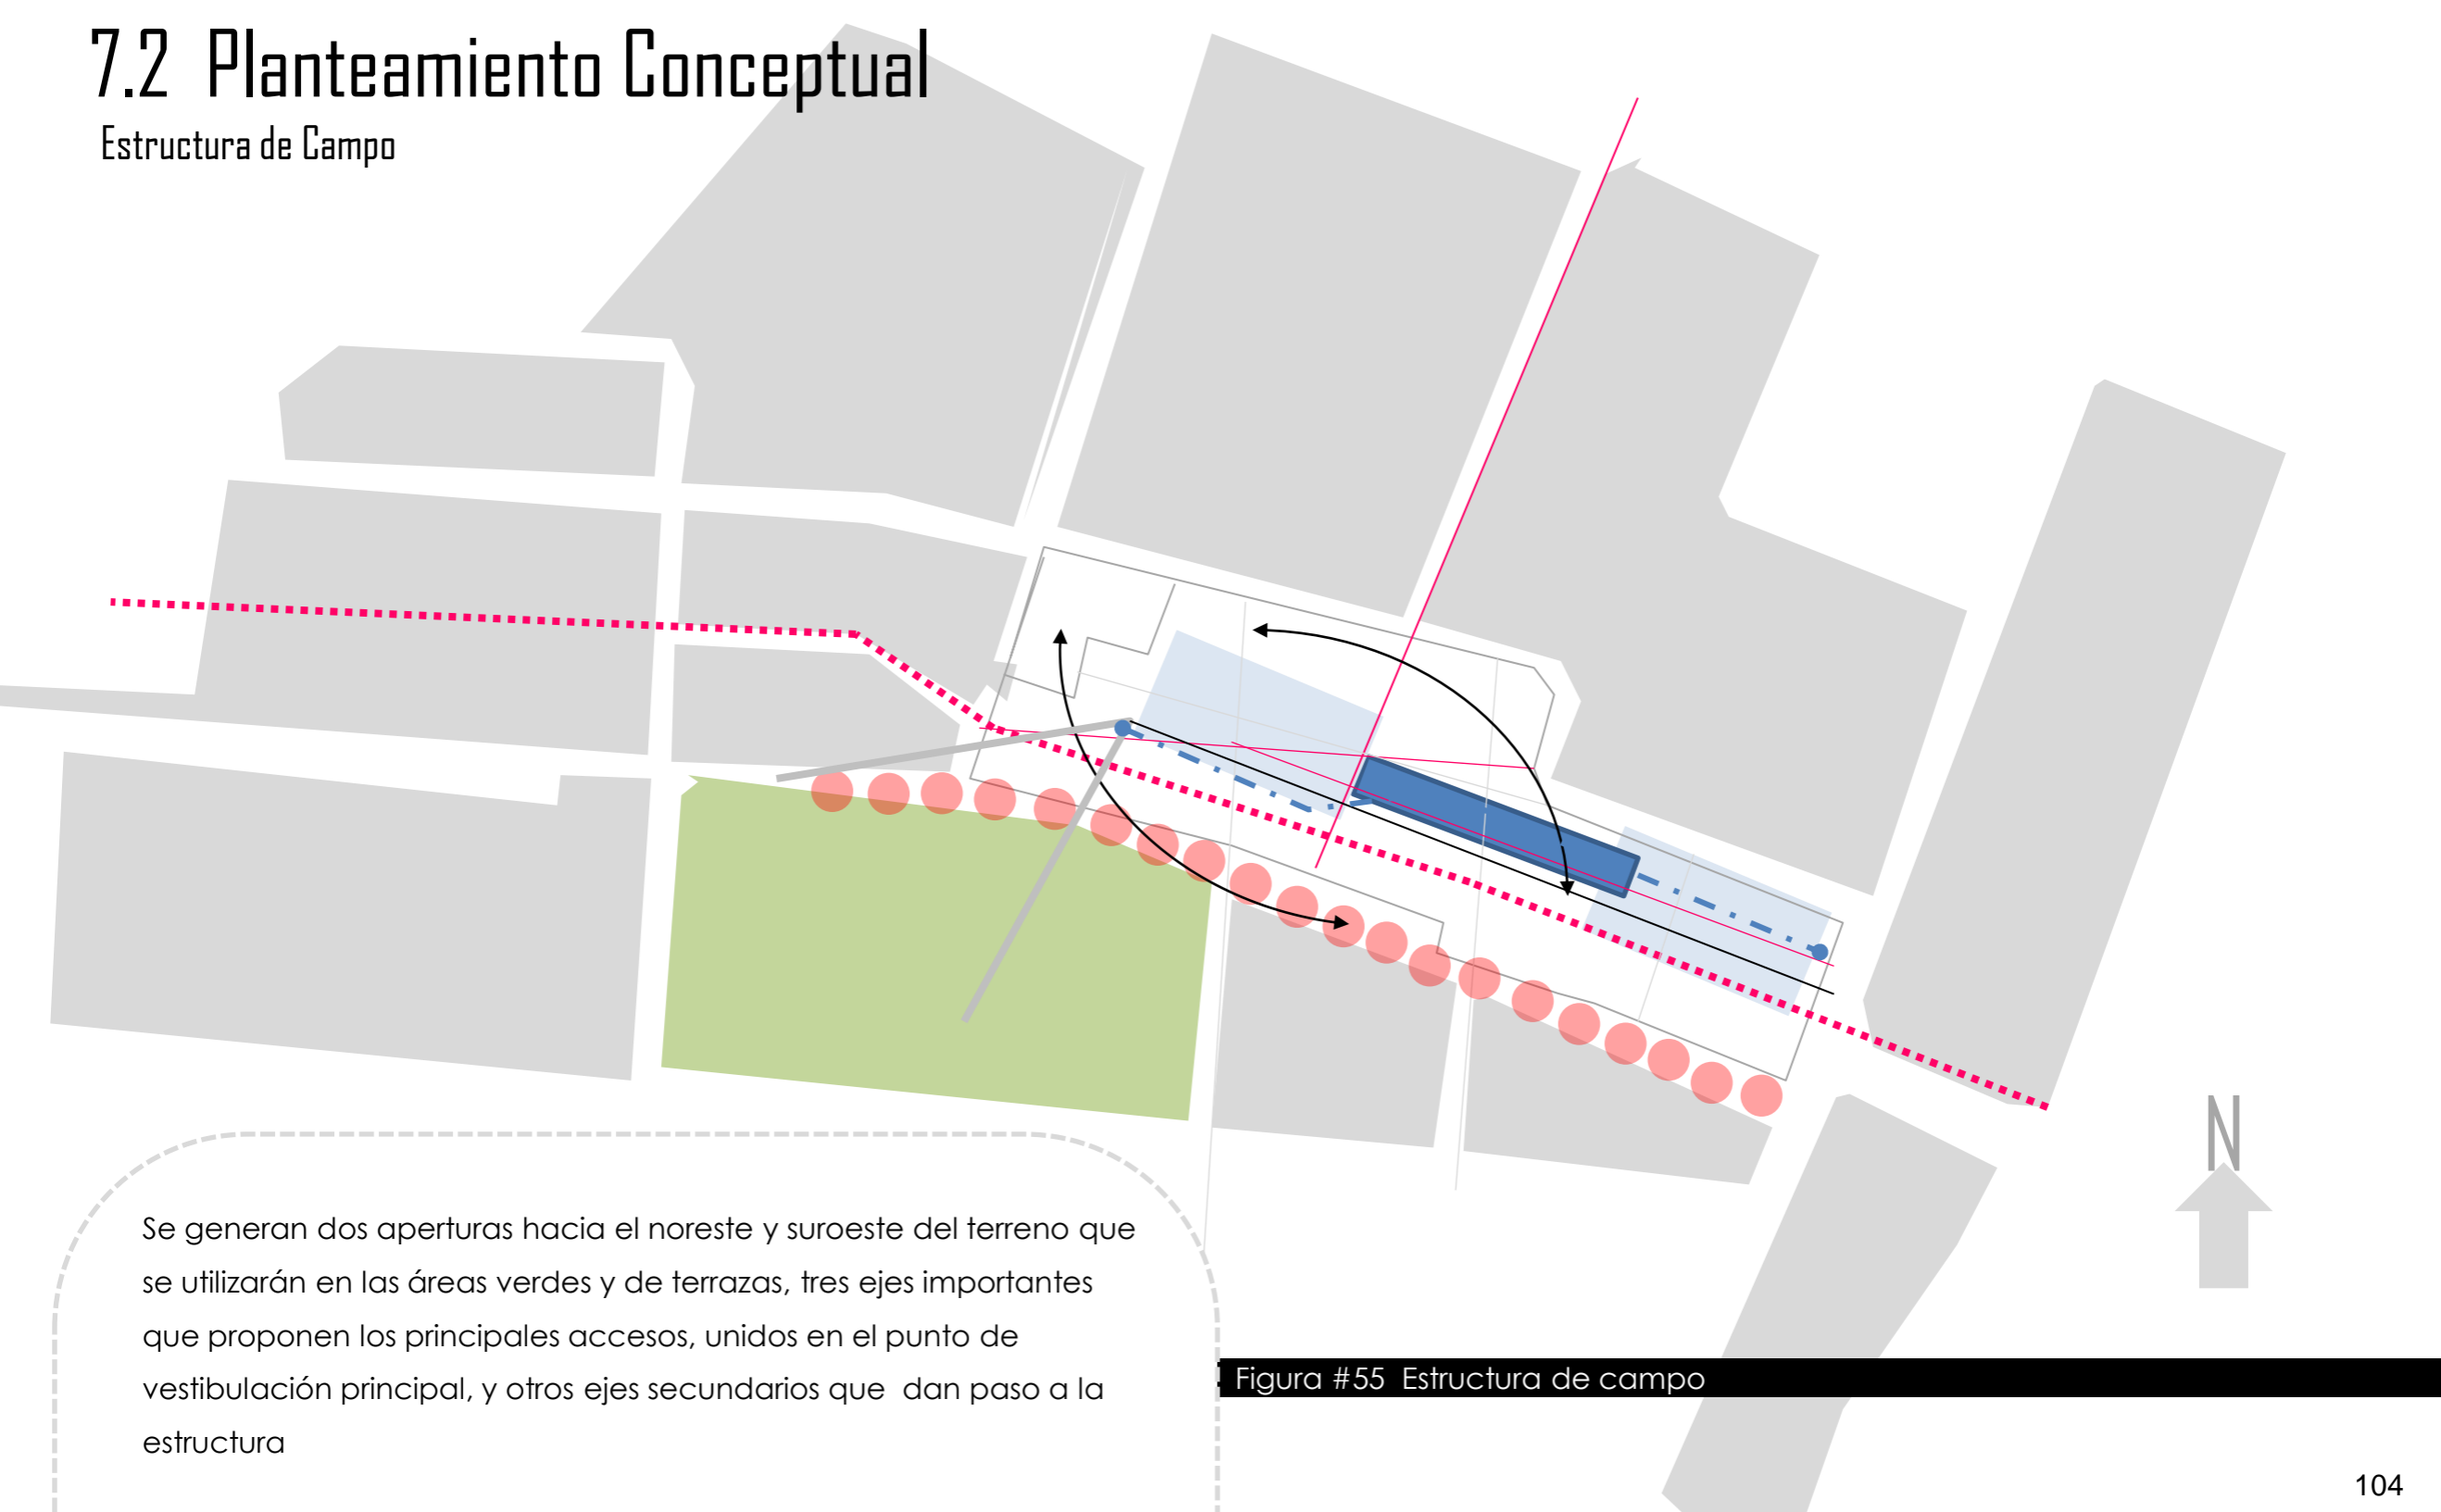 7.2 Planteamiento Conceptual
Estructura de Campo
N
Se generan dos aperturas hacia el noreste y suroeste del terreno que
se utilizarán en las áreas verdes y de terrazas, tres ejes importantes
que proponen los principales accesos, unidos en el punto de
vestibulación principal, y otros ejes secundarios que dan paso a la
estructura
Figura #55 Estructura de campo
104